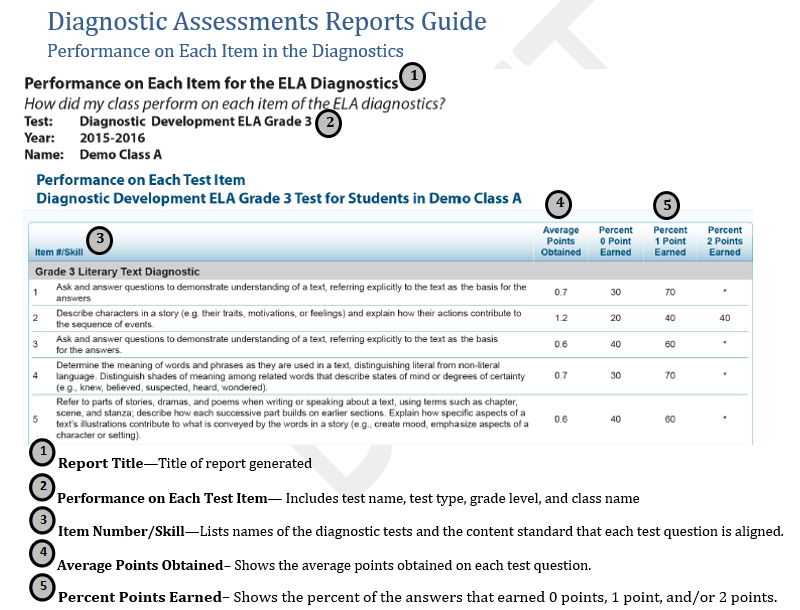 Diagnostic Assessments Reports Guide
Performance on Each Item in the Diagnostics
Performance on Each Item for the ELA Diagnostics 1
How did my class perform on each item of the ELA diagnostics?
Test: Diagnostic Development ELA Grade 3 2
Year: 2015-2016
Name: Demo Class A
Performance on Each Test Item
Diagnostic Development ELA Grade 3 Test for Students in Demo Class A
4 5
Item #/Skill 3
Average Points Obtained
Percent 0 Point Earned
Percent 1 Point Earned
Percent 2 Points Earned
Grade 3 Literary Text Diagnostic
1 Ask and answer questions to demonstrate understanding of a text, referring explicitly to the text as the basis for the
answers
0.7 30 70 *
2 Describe characters in a story (e.g. their traits, motivations, or feelings) and explain how their actions contribute to
the sequence of events.
1.2 20 40 40
3 Ask and answer questions to demonstrate understanding of a text, referring explicitly to the text as the basis
for the answers.
0.6 40 60 *
4 Determine the meaning of words and phrases as they are used in a text, distinguishing literal from non-literal
language. Distinguish shades of meaning among related words that describe states of mind or degrees of certainty
(e.g., knew, believed, suspected, heard, wondered).
0.7 30 70 *
5 Refer to parts of stories, dramas, and poems when writing or speaking about a text, using terms such as chapter,
scene, and stanza; describe how each successive part builds on earlier sections. Explain how specific aspects of a
text's illustrations contribute to what is conveyed by the words in a story (e.g., create mood, emphasize aspects of a
character or setting).
0.6 40 60 *
1 Report Title—Title of report generated
2 Performance on Each Test Item— Includes test name, test type, grade level, and class name
3 Item Number/Skill—Lists names of the diagnostic tests and the content standard that each test question is aligned.
4 Average Points Obtained– Shows the average points obtained on each test question.
5 Percent Points Earned– Shows the percent of the answers that earned 0 points, 1 point, and/or 2 points.